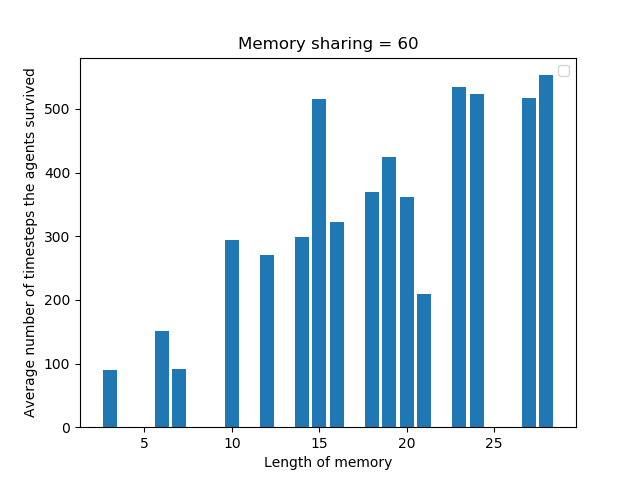 Memory sharing = 60
Average number of timesteps the agents survived
500
400
300
200
100
0
5 10 15 20 25
Length of memory